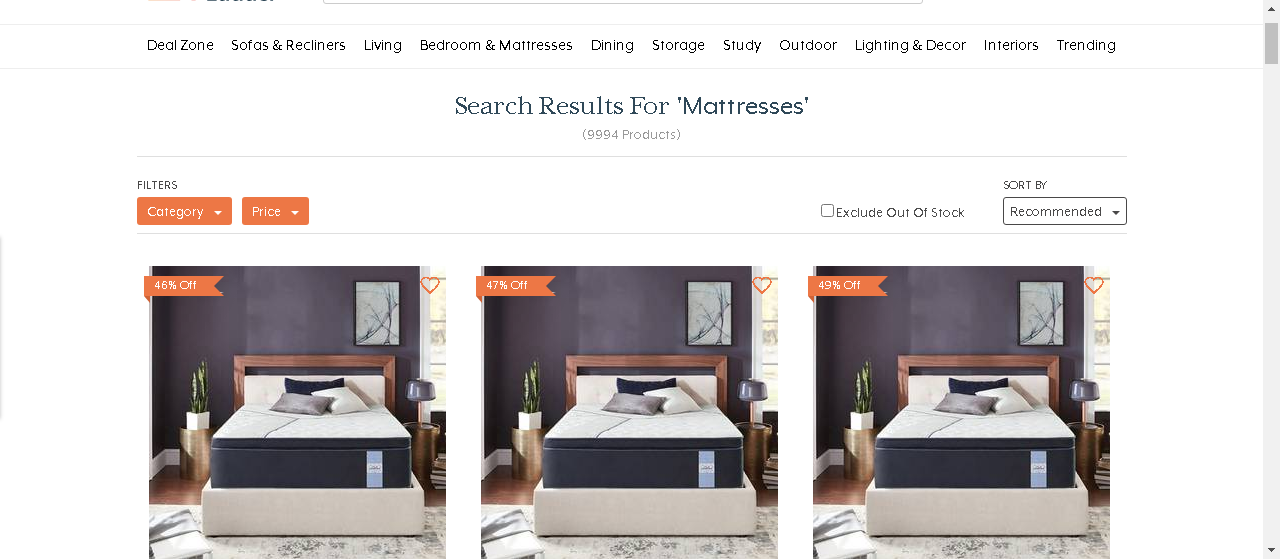 Deal Zone Sofas & Recliners Living Bedroom & Mattresses Dining Storage Study Outdoor Lighting & Decor Interiors Trending
Search Results For 'Mattresses'
(9994 Products)
FILTERS SORT BY
Category Price Exclude Out Of Stock Recommended
46% Off 47% Off 49% Off